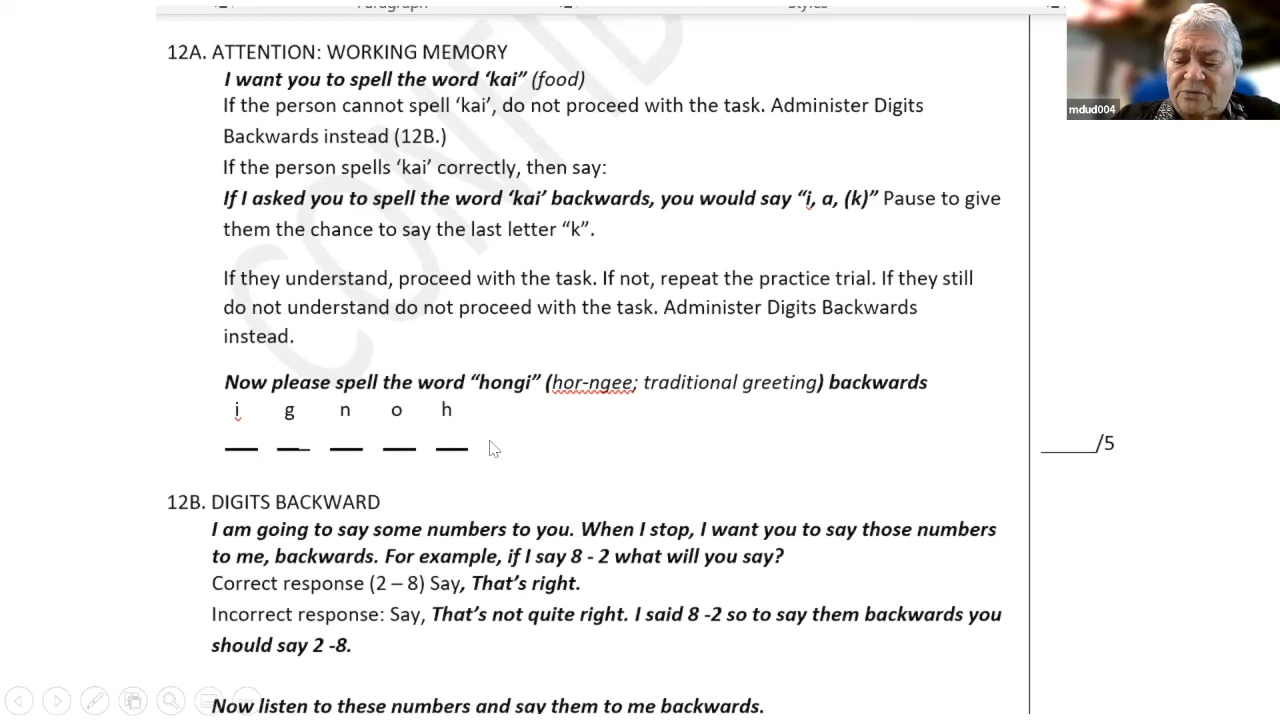 Paragraph
Styles
mdud004
12A. ATTENTION: WORKING MEMORY
I want you to spell the word ‘kai” (food)
If the person cannot spell ‘kai’, do not proceed with the task. Administer Digits
Backwards instead (12B.)
If the person spells ‘kai’ correctly, then say:
If I asked you to spell the word ‘kai’ backwards, you would say “i, a, (k)” Pause to give
them the chance to say the last letter “k”.
If they understand, proceed with the task. If not, repeat the practice trial. If they still
do not understand do not proceed with the task. Administer Digits Backwards
instead.
Now please spell the word “hongi” (hor-ngee; traditional greeting) backwards
i g n o h
__ __ __ __ __ _____/5
12B. DIGITS BACKWARD
I am going to say some numbers to you. When I stop, I want you to say those numbers
to me, backwards. For example, if I say 8 - 2 what will you say?
Correct response (2 – 8) Say, That’s right.
Incorrect response: Say, That’s not quite right. I said 8 -2 so to say them backwards you
should say 2 -8.
Now listen to these numbers and say them to me backwards.